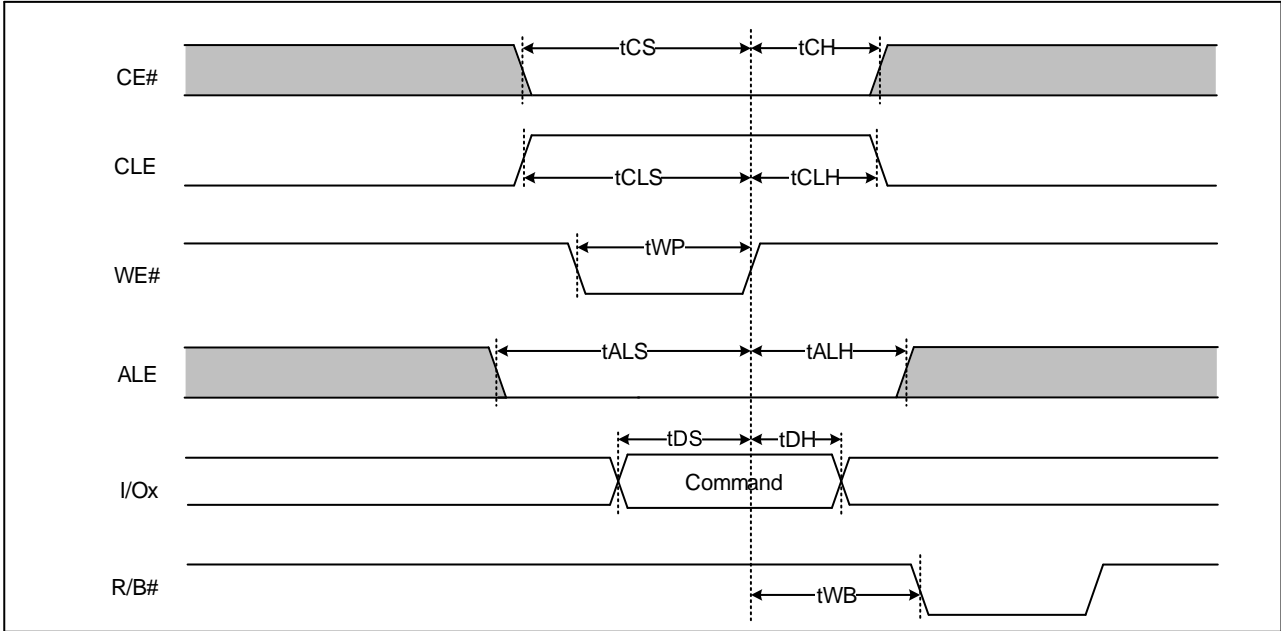 CE#
tCS
tCH
CLE
tCLS
tCLH
WE#
tWP
ALE
tALS
tALH
I/Ox
tDS
tDH
Command
R/B#
tWB